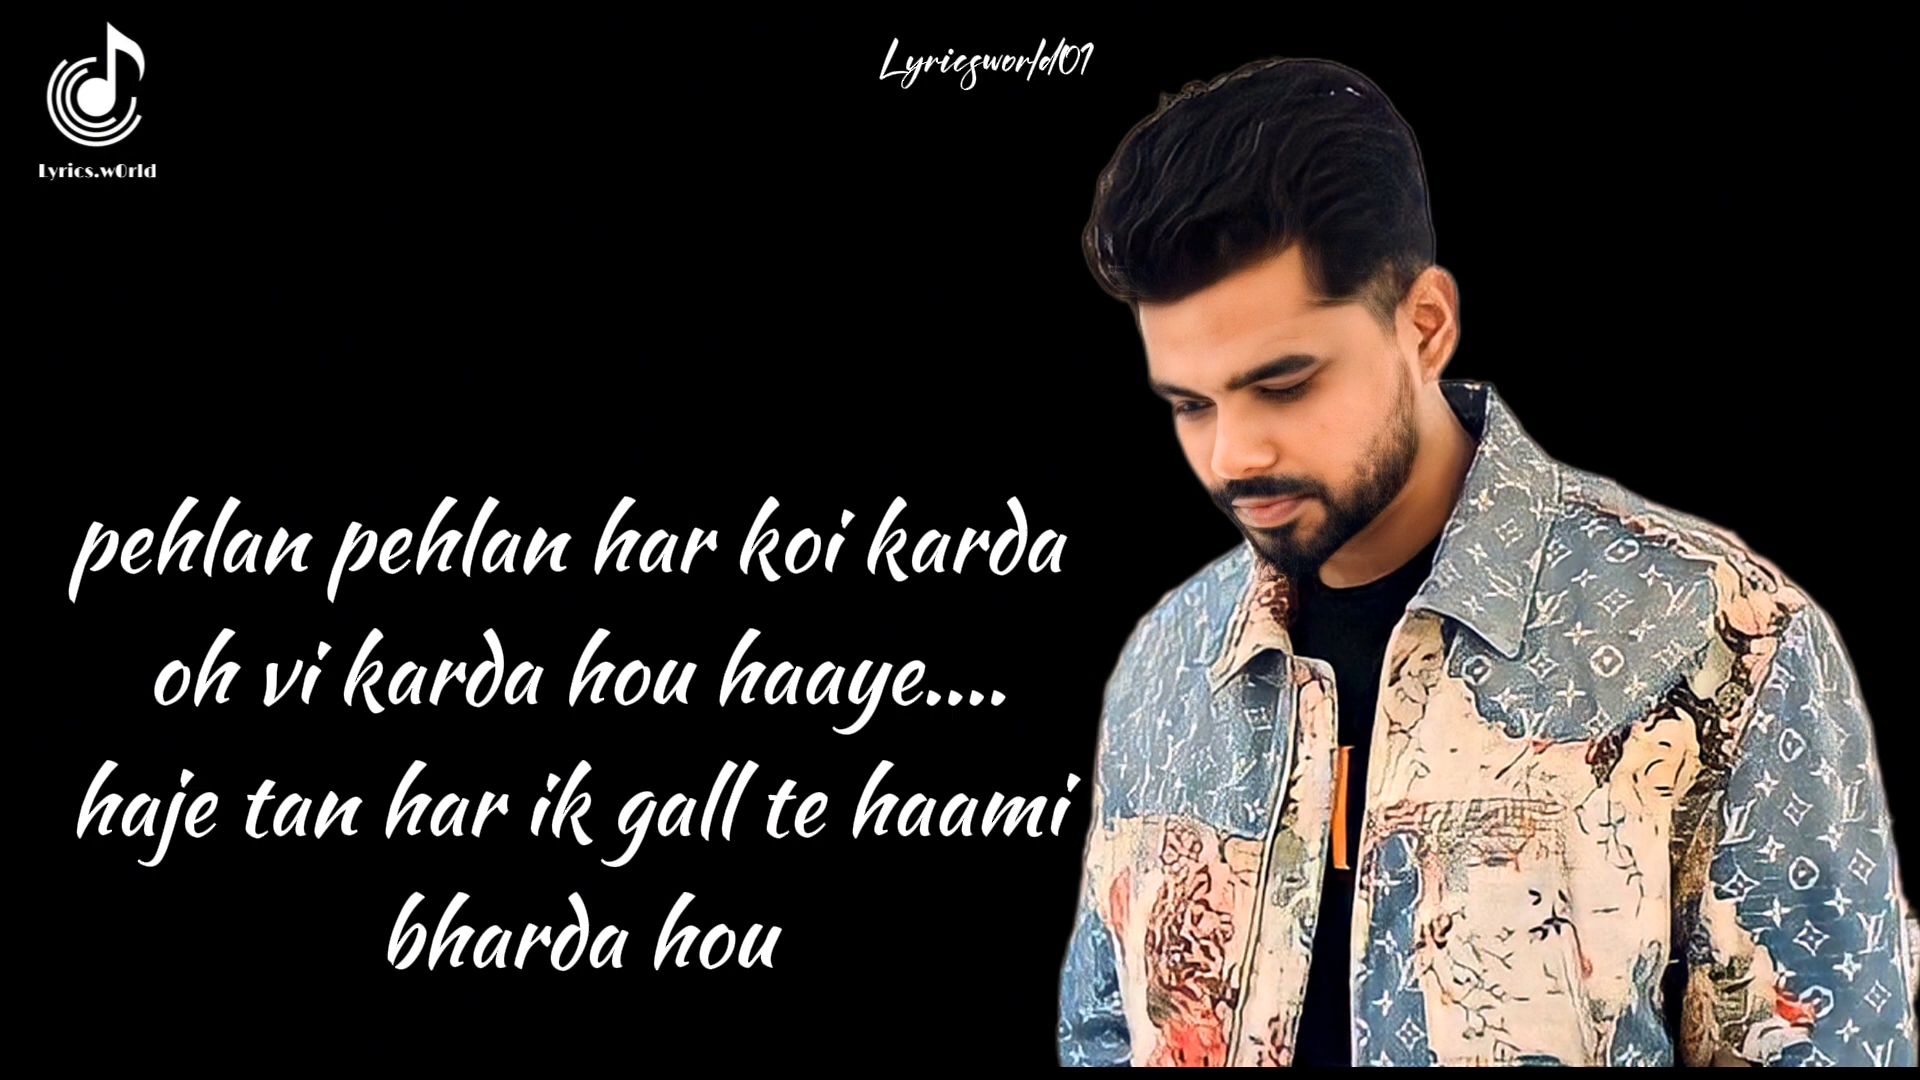 Lyricsworld01
Lyrics.w0rld
pehlan pehlan har koi karda
oh vi karda hou haaye....
haje tan har ik gall te haami
bharda hou